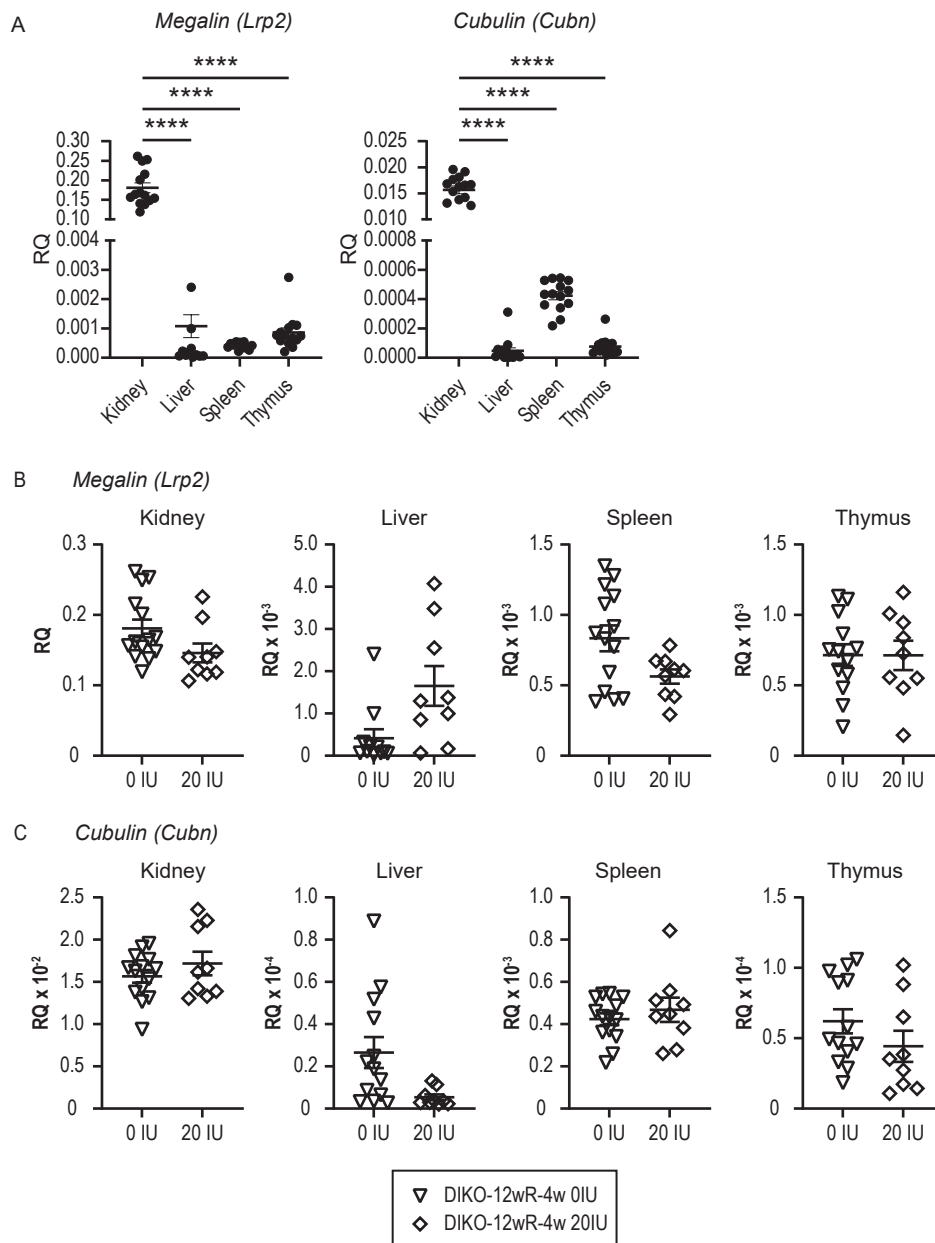 A
Megalin (Lrp2)
Cubulin (Cubn)
****
****
****
****
****
****
RQ
0.30
0.25
0.20
0.15
0.10
0.004
0.003
0.002
0.001
0.000
Kidney
Liver
Spleen
Thymus
RQ
0.025
0.020
0.015
0.010
0.0008
0.0006
0.0004
0.0002
0.0000
Kidney
Liver
Spleen
Thymus
B
Megalin (Lrp2)
Kidney
RQ
0.3
0.2
0.1
0
0 IU
20 IU
Liver
RQ x 10-3
5.0
4.0
3.0
2.0
1.0
0
0 IU
20 IU
Spleen
RQ x 10-3
1.5
1.0
0.5
0
0 IU
20 IU
Thymus
RQ x 10-3
1.5
1.0
0.5
0
0 IU
20 IU
C
Cubulin (Cubn)
Kidney
RQ x 10-2
2.5
2.0
1.5
1.0
0.5
0
0 IU
20 IU
Liver
RQ x 10-4
1.0
0.8
0.6
0.4
0.2
0
0 IU
20 IU
Spleen
RQ x 10-3
1.0
0.8
0.6
0.4
0.2
0
0 IU
20 IU
Thymus
RQ x 10-4
1.5
1.0
0.5
0
0 IU
20 IU
DIKO-12wR-4w 0IU
DIKO-12wR-4w 20IU